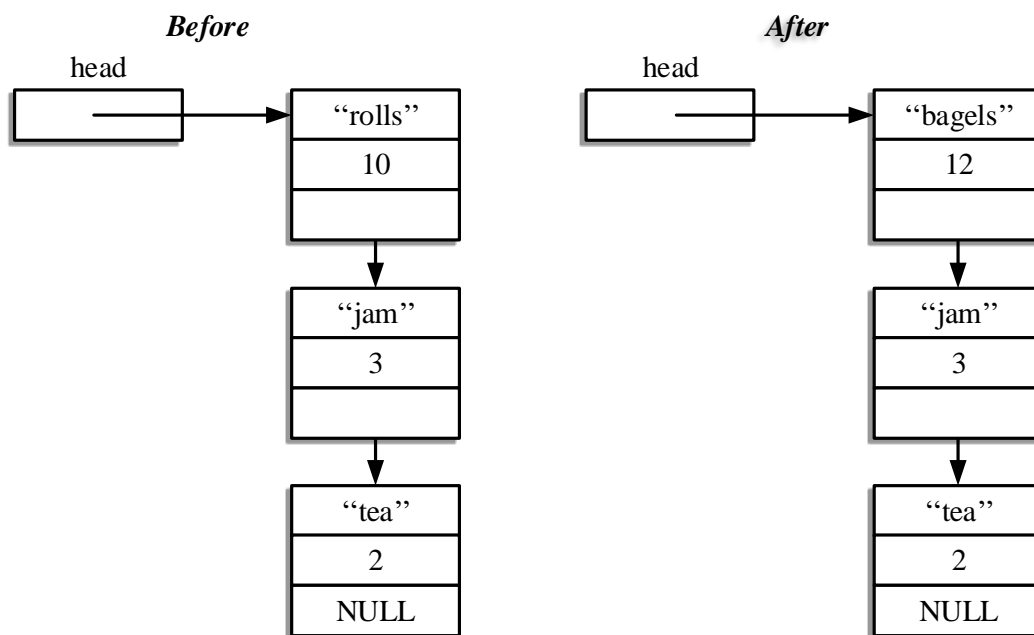 Before
head
“rolls”
10
“jam”
3
“tea”
2
NULL
After
head
“bagels”
12
“jam”
3
“tea”
2
NULL